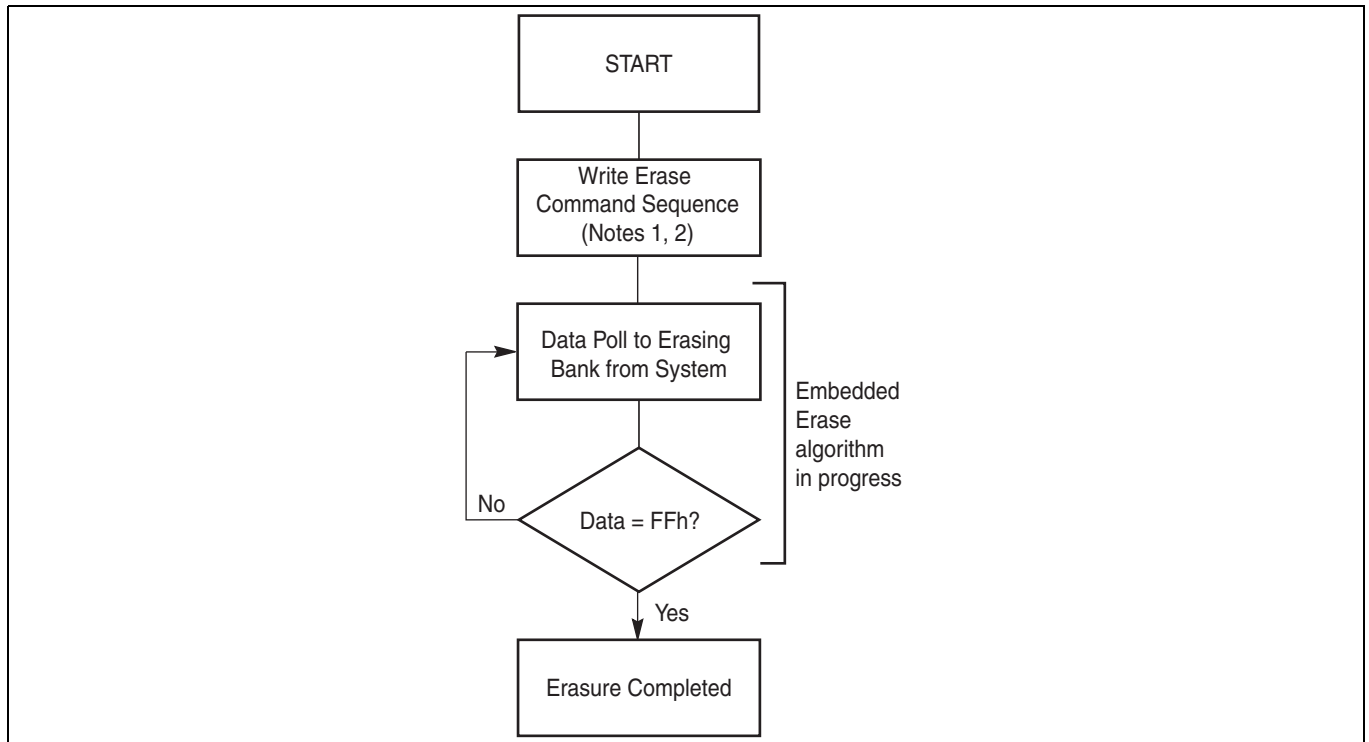 START
Write Erase
Command Sequence
(Notes 1, 2)
Data Poll to Erasing
Bank from System
Embedded
Erase
algorithm
in progress
No
Data = FFh?
Yes
Erasure Completed